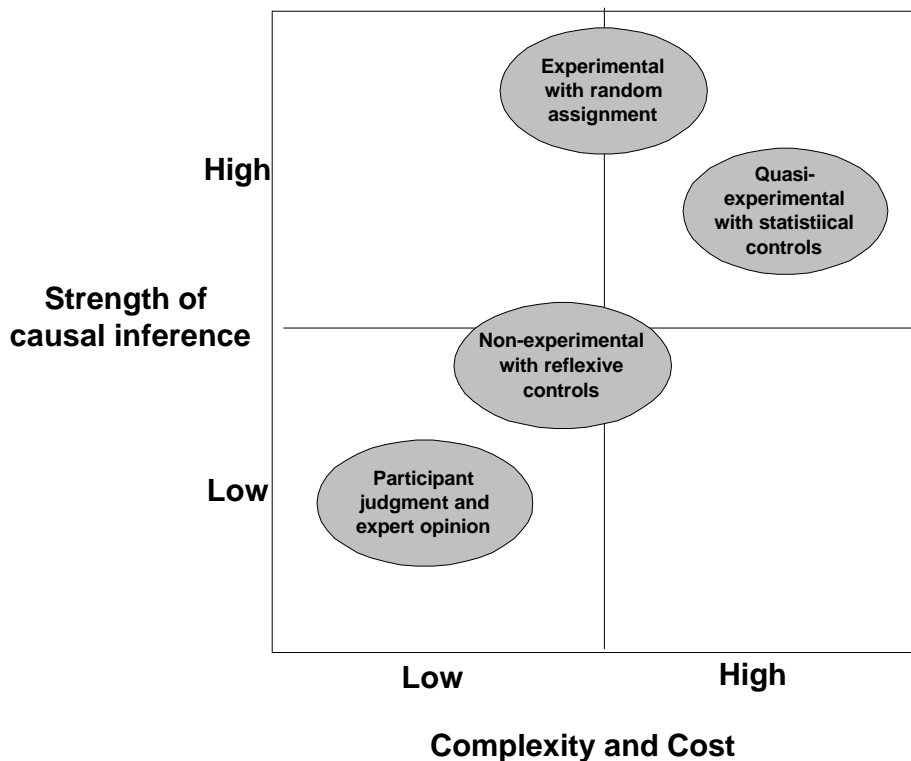 Experimental
with random
assignment
High
Quasi-
experimental
with statistiical
controls
Strength of
causal inference
Non-experimental
with reflexive
controls
Low
Participant
judgment and
expert opinion
Low
High
Complexity and Cost